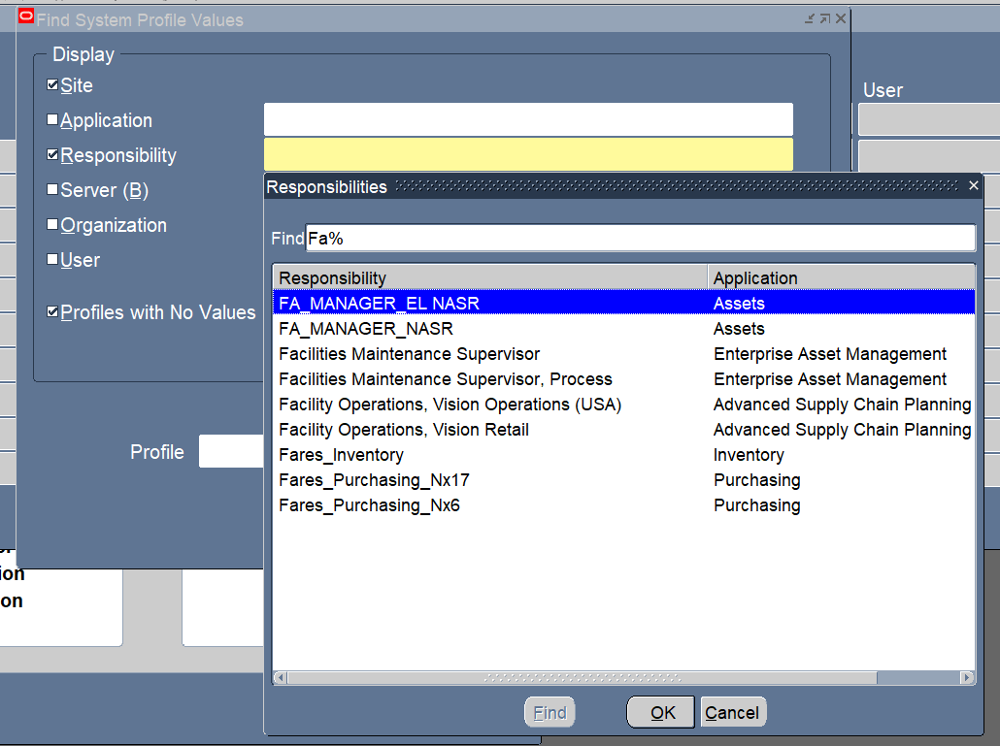 Find System Profile Values
Display
Site
Application
Responsibility
Server (B)
Organization
User
Profiles with No Values
Profile
User
Responsibilities
Find Fa%
Responsibility Application
FA_MANAGER_EL NASR Assets
FA_MANAGER_NASR Assets
Facilities Maintenance Supervisor Enterprise Asset Management
Facilities Maintenance Supervisor, Process Enterprise Asset Management
Facility Operations, Vision Operations (USA) Advanced Supply Chain Planning
Facility Operations, Vision Retail Advanced Supply Chain Planning
Fares_Inventory Inventory
Fares_Purchasing_Nx17 Purchasing
Fares_Purchasing_Nx6 Purchasing
Find OK Cancel
ion
on